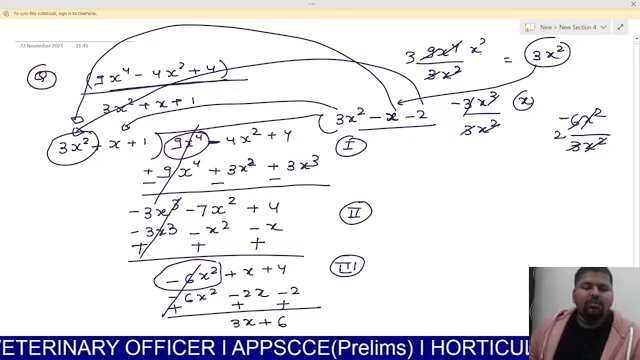 To sync this notebook, sign in to OneNote.
New Section 4
22 November 2021 11:41
Q (9x⁴ - 4x² + 4)
3x² + x + 1
3 9x⁴ x² / 3x² = 3x²
3x² - x + 1) 9x⁴ - 4x² + 4 (3x² - x - 2
-3x³ / 3x² (x)
2 -6x² / 3x²
+ 9x⁴ + 3x² + 3x³ I
- - -
- 3x³ - 7x² + 4 II
- 3x³ - x² - x
+ + +
- 6x² + x + 4 III
- 6x² - 2x - 2
+ + +
3x + 6
VETERINARY OFFICER I APPSCCE(Prelims) I HORTICUL